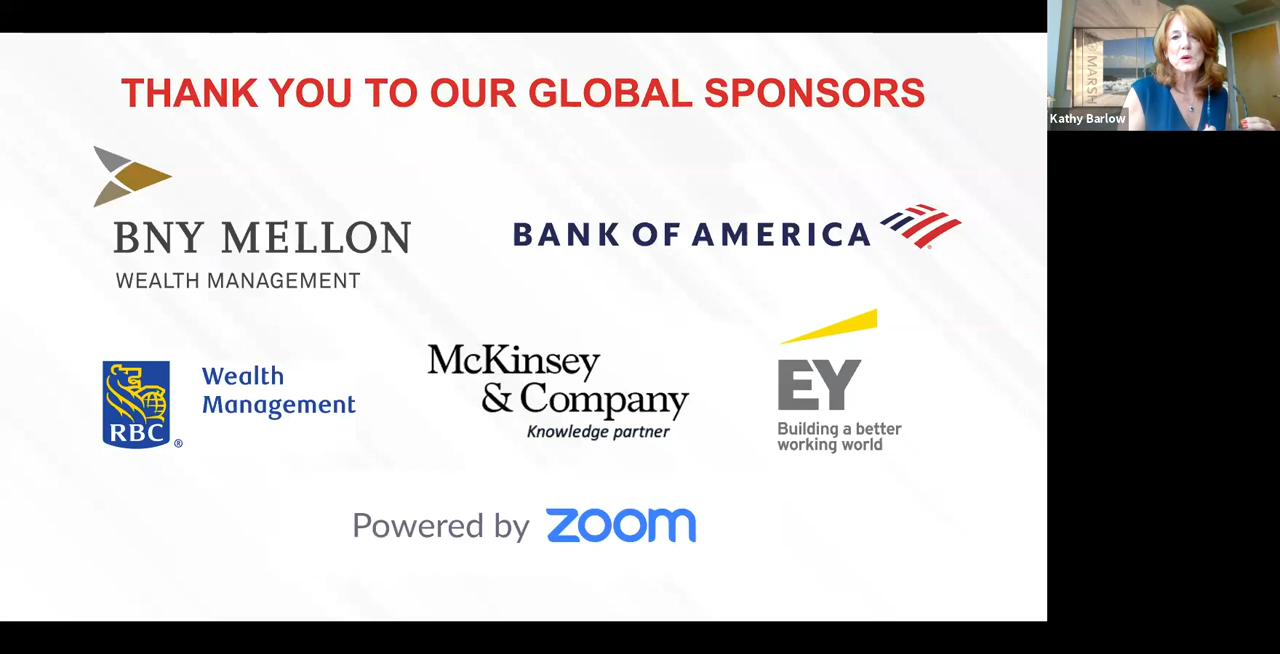 THANK YOU TO OUR GLOBAL SPONSORS
BNY MELLON
WEALTH MANAGEMENT
BANK OF AMERICA
RBC
®
Wealth
Management
McKinsey
& Company
Knowledge partner
EY
Building a better
working world
Powered by zoom
MARSH
Kathy Barlow